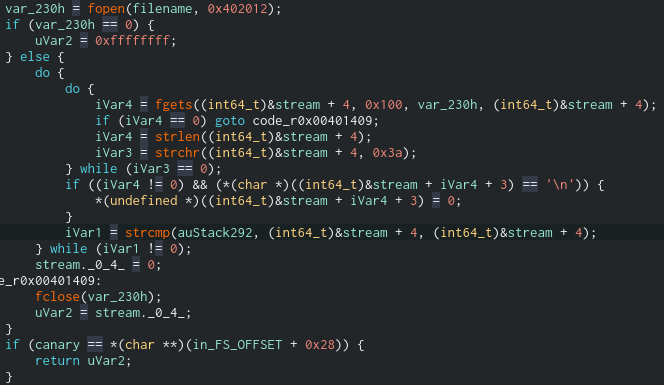 var_230h = fopen(filename, 0x402012);
if (var_230h == 0) {
uVar2 = 0xffffffff;
} else {
do {
do {
iVar4 = fgets((int64_t)&stream + 4, 0x100, var_230h, (int64_t)&stream + 4);
if (iVar4 == 0) goto code_r0x00401409;
iVar4 = strlen((int64_t)&stream + 4);
iVar3 = strchr((int64_t)&stream + 4, 0x3a);
} while (iVar3 == 0);
if ((iVar4 != 0) && (*(char *)((int64_t)&stream + iVar4 + 3) == '\n')) {
*(undefined *)((int64_t)&stream + iVar4 + 3) = 0;
}
iVar1 = strcmp(auStack292, (int64_t)&stream + 4, (int64_t)&stream + 4);
} while (iVar1 != 0);
stream._0_4_ = 0;
e_r0x00401409:
fclose(var_230h);
uVar2 = stream._0_4_;
}
if (canary == *(char **)(in_FS_OFFSET + 0x28)) {
return uVar2;
}